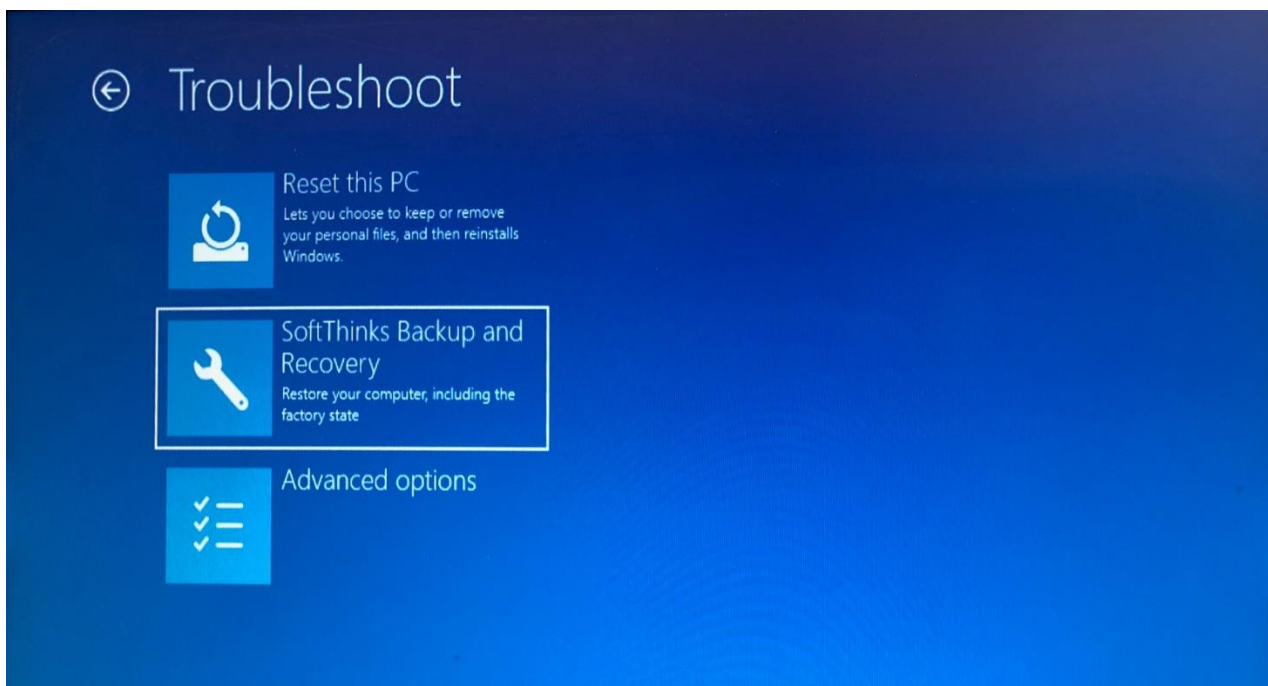 Troubleshoot
Reset this PC
Lets you choose to keep or remove
your personal files, and then reinstalls
Windows.
SoftThinks Backup and
Recovery
Restore your computer, including the
factory state
Advanced options